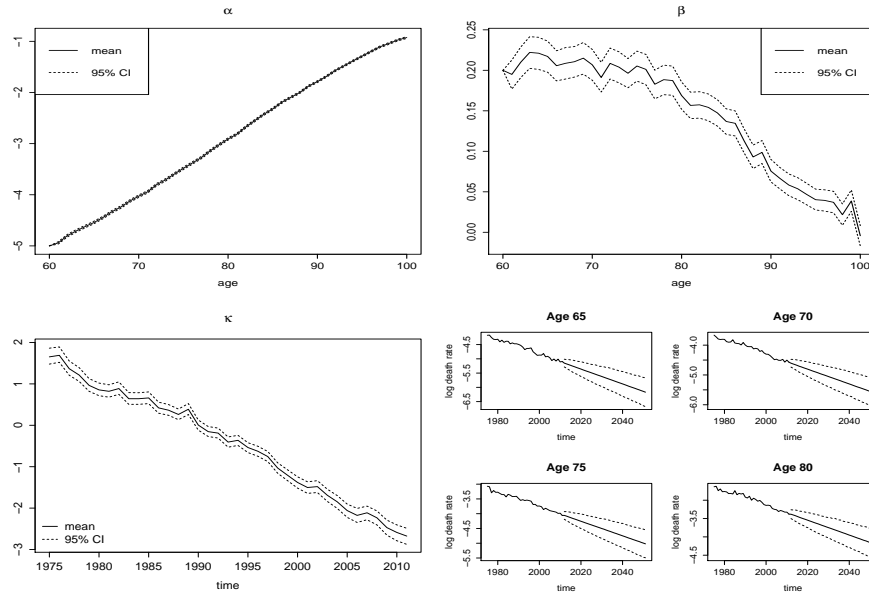 α
-1
-2
-3
-4
-5
mean
95% CI
60
70
80
90
100
age
β
0.25
0.20
0.15
0.10
0.05
0.00
mean
95% CI
60
70
80
90
100
age
κ
2
1
0
-1
-2
-3
mean
95% CI
1975
1980
1985
1990
1995
2000
2005
2010
time
Age 65
log death rate
-4.5
-5.5
-6.5
1980
2000
2020
2040
time
Age 70
log death rate
-4.0
-5.0
-6.0
1980
2000
2020
2040
time
Age 75
log death rate
-3.5
-4.5
-5.5
1980
2000
2020
2040
time
Age 80
log death rate
-3.5
-4.5
1980
2000
2020
2040
time